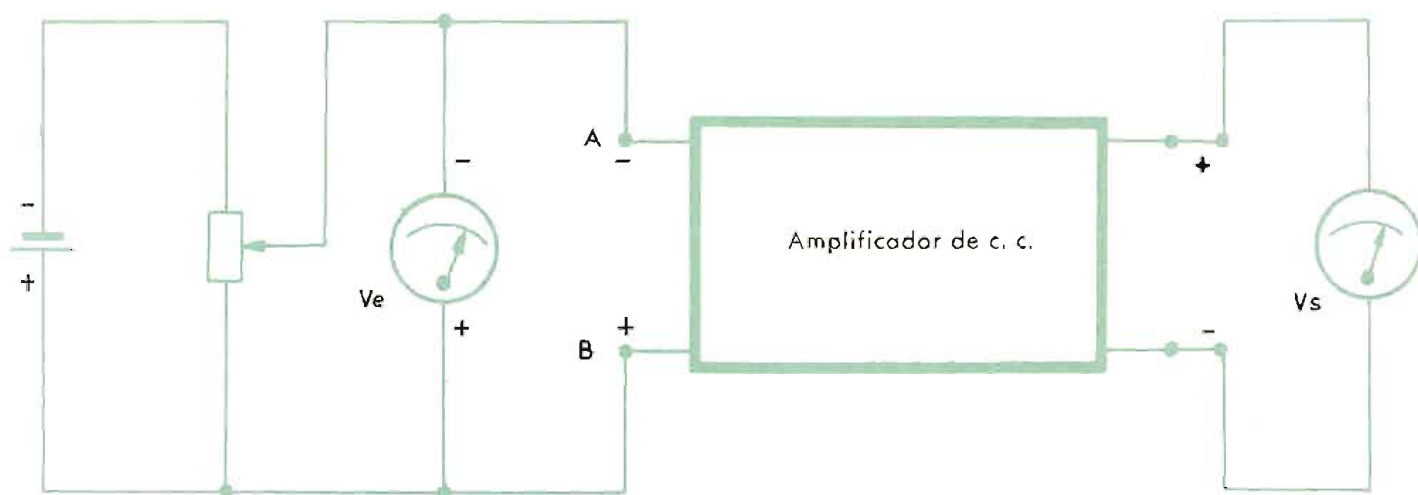 -
+
-
Ve
+
A
-
+
B
Amplificador de c. c.
+
-
Vs